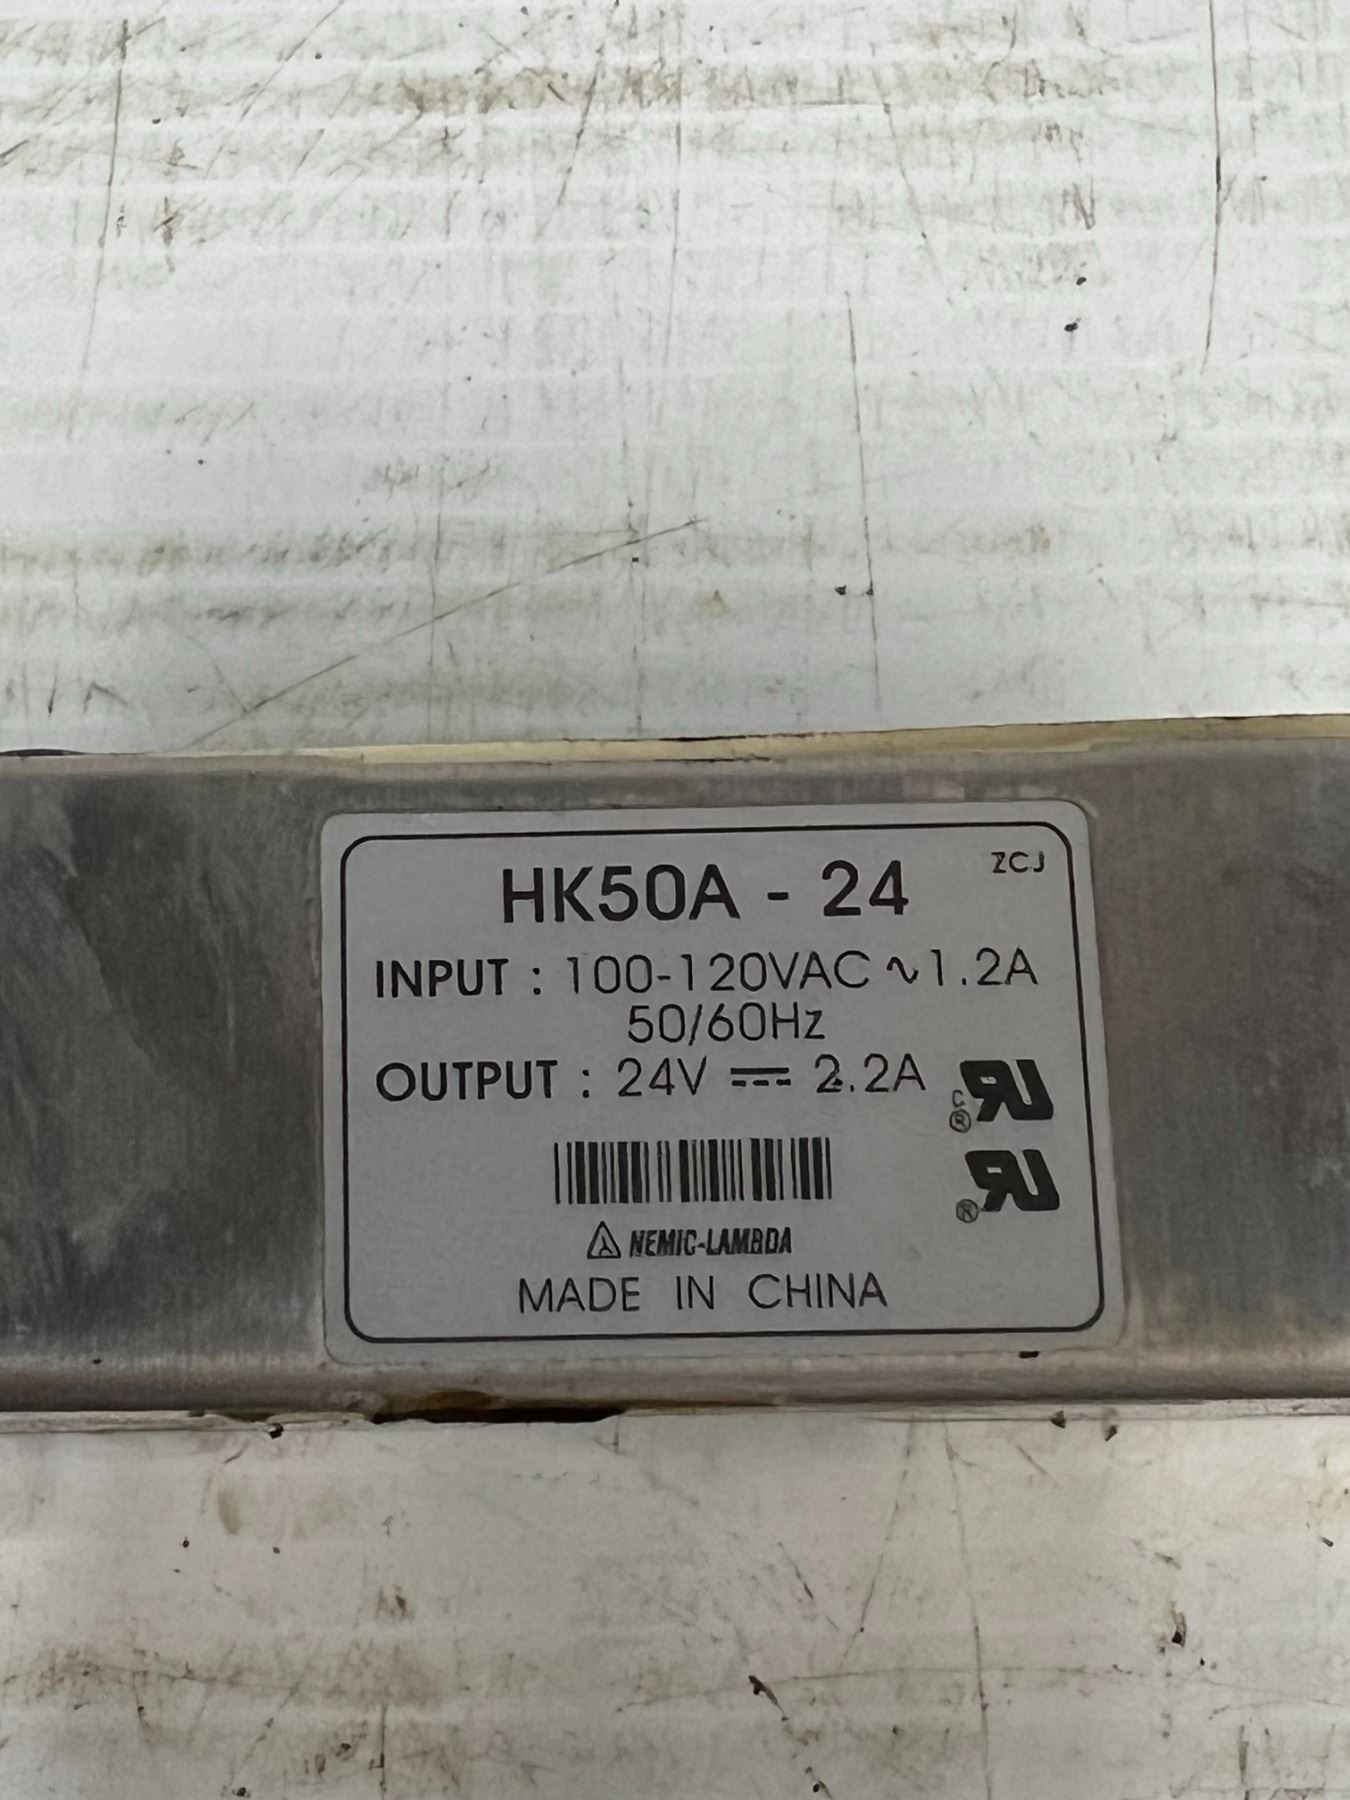 HK50A - 24 ZCJ
INPUT : 100-120VAC ∿ 1.2A
50/60Hz
OUTPUT : 24V ⎓ 2.2A
NEMIC-LAMBDA
MADE IN CHINA